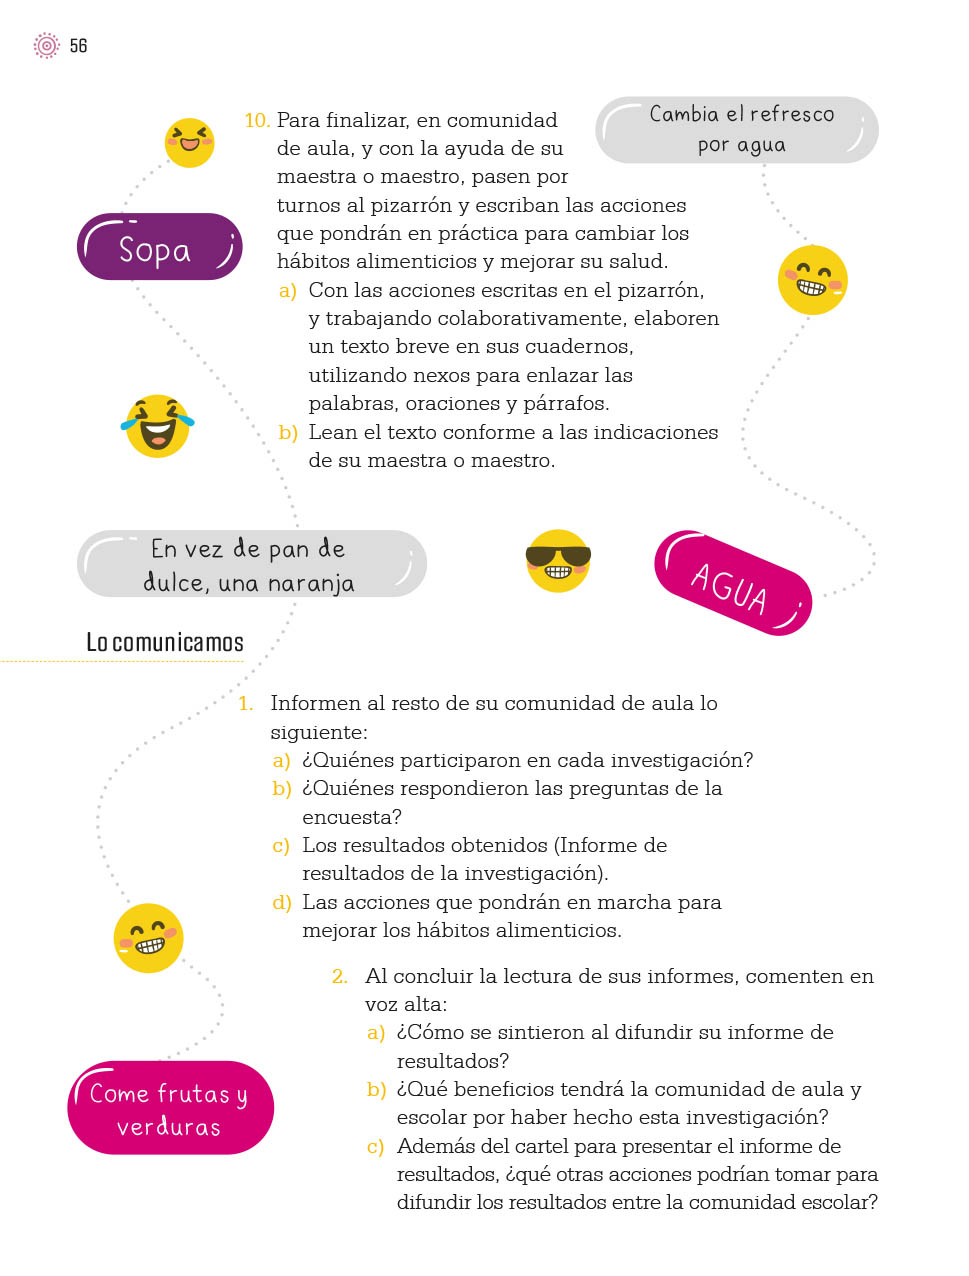 56
10. Para finalizar, en comunidad
de aula, y con la ayuda de su
maestra o maestro, pasen por
turnos al pizarrón y escriban las acciones
que pondrán en práctica para cambiar los
hábitos alimenticios y mejorar su salud.
a) Con las acciones escritas en el pizarrón,
y trabajando colaborativamente, elaboren
un texto breve en sus cuadernos,
utilizando nexos para enlazar las
palabras, oraciones y párrafos.
b) Lean el texto conforme a las indicaciones
de su maestra o maestro.
Cambia el refresco
por agua
Sopa
En vez de pan de
dulce, una naranja
AGUA
Lo comunicamos
1. Informen al resto de su comunidad de aula lo
siguiente:
a) ¿Quiénes participaron en cada investigación?
b) ¿Quiénes respondieron las preguntas de la
encuesta?
c) Los resultados obtenidos (Informe de
resultados de la investigación).
d) Las acciones que pondrán en marcha para
mejorar los hábitos alimenticios.
2. Al concluir la lectura de sus informes, comenten en
voz alta:
a) ¿Cómo se sintieron al difundir su informe de
resultados?
b) ¿Qué beneficios tendrá la comunidad de aula y
escolar por haber hecho esta investigación?
c) Además del cartel para presentar el informe de
resultados, ¿qué otras acciones podrían tomar para
difundir los resultados entre la comunidad escolar?
Come frutas y
verduras